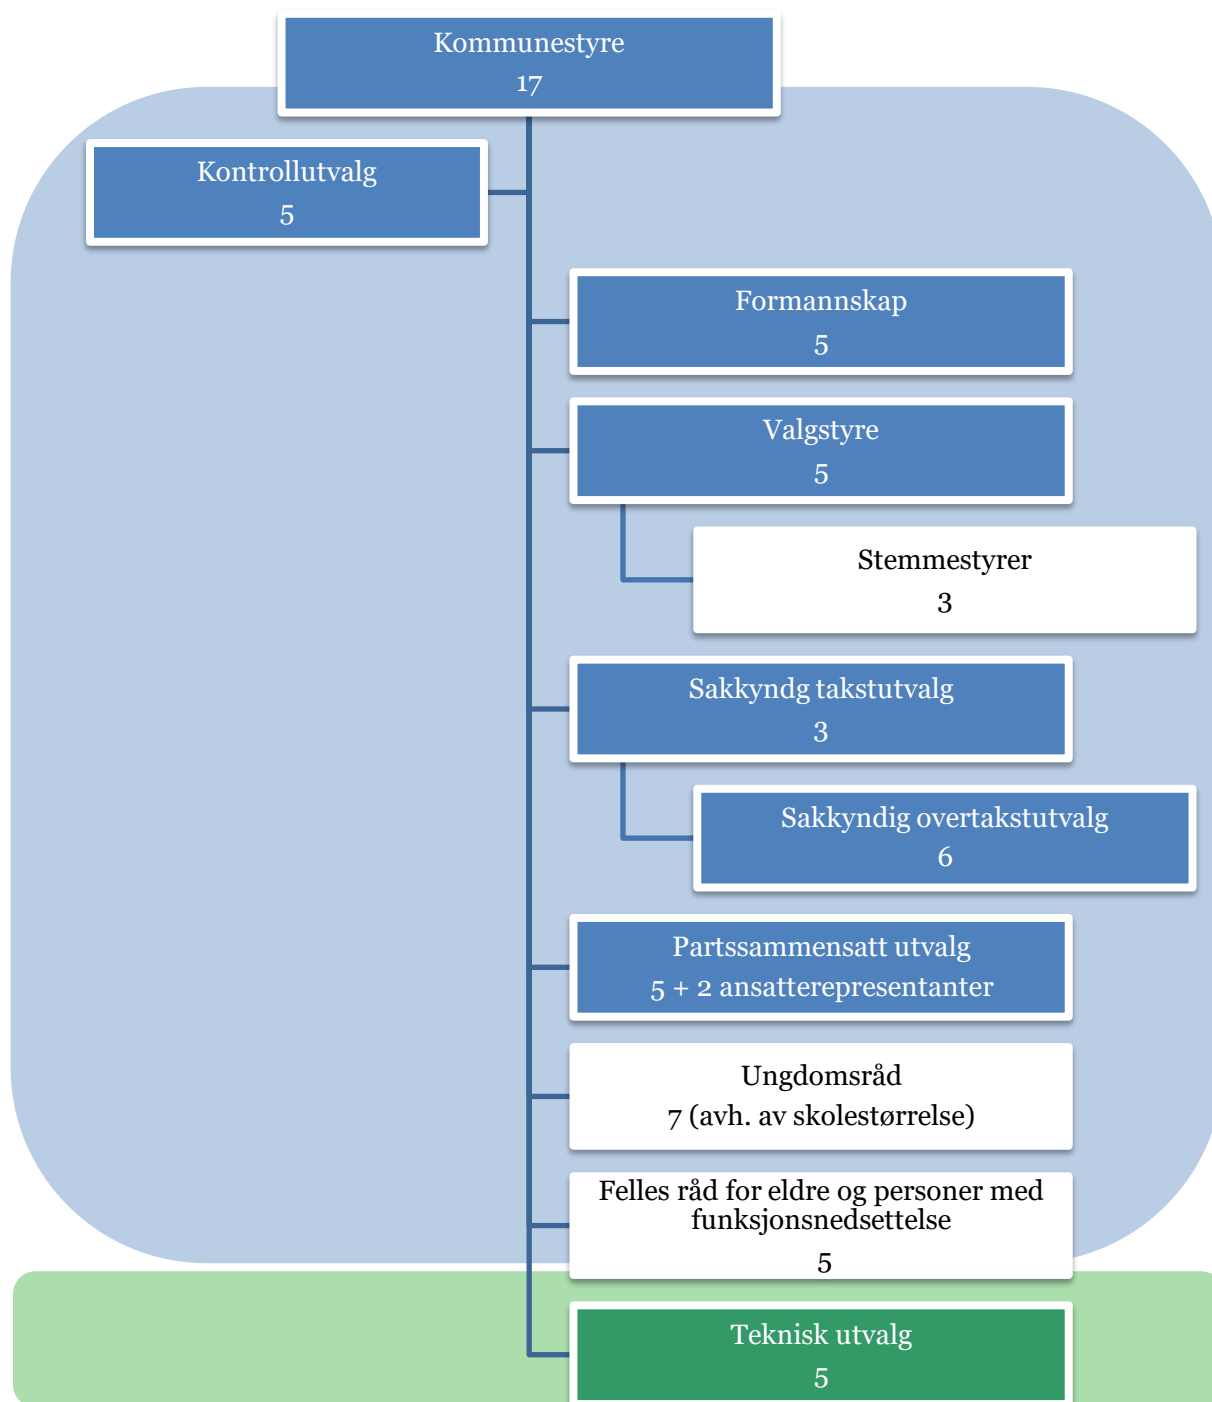 Kommunestyre
17
Kontrollutvalg
5
Formannskap
5
Valgstyre
5
Stemmestyrer
3
Sakkyndg takstutvalg
3
Sakkyndig overtakstutvalg
6
Partssammensatt utvalg
5 + 2 ansatterepresentanter
Ungdomsråd
7 (avh. av skolestørrelse)
Felles råd for eldre og personer med
funksjonsnedsettelse
5
Teknisk utvalg
5